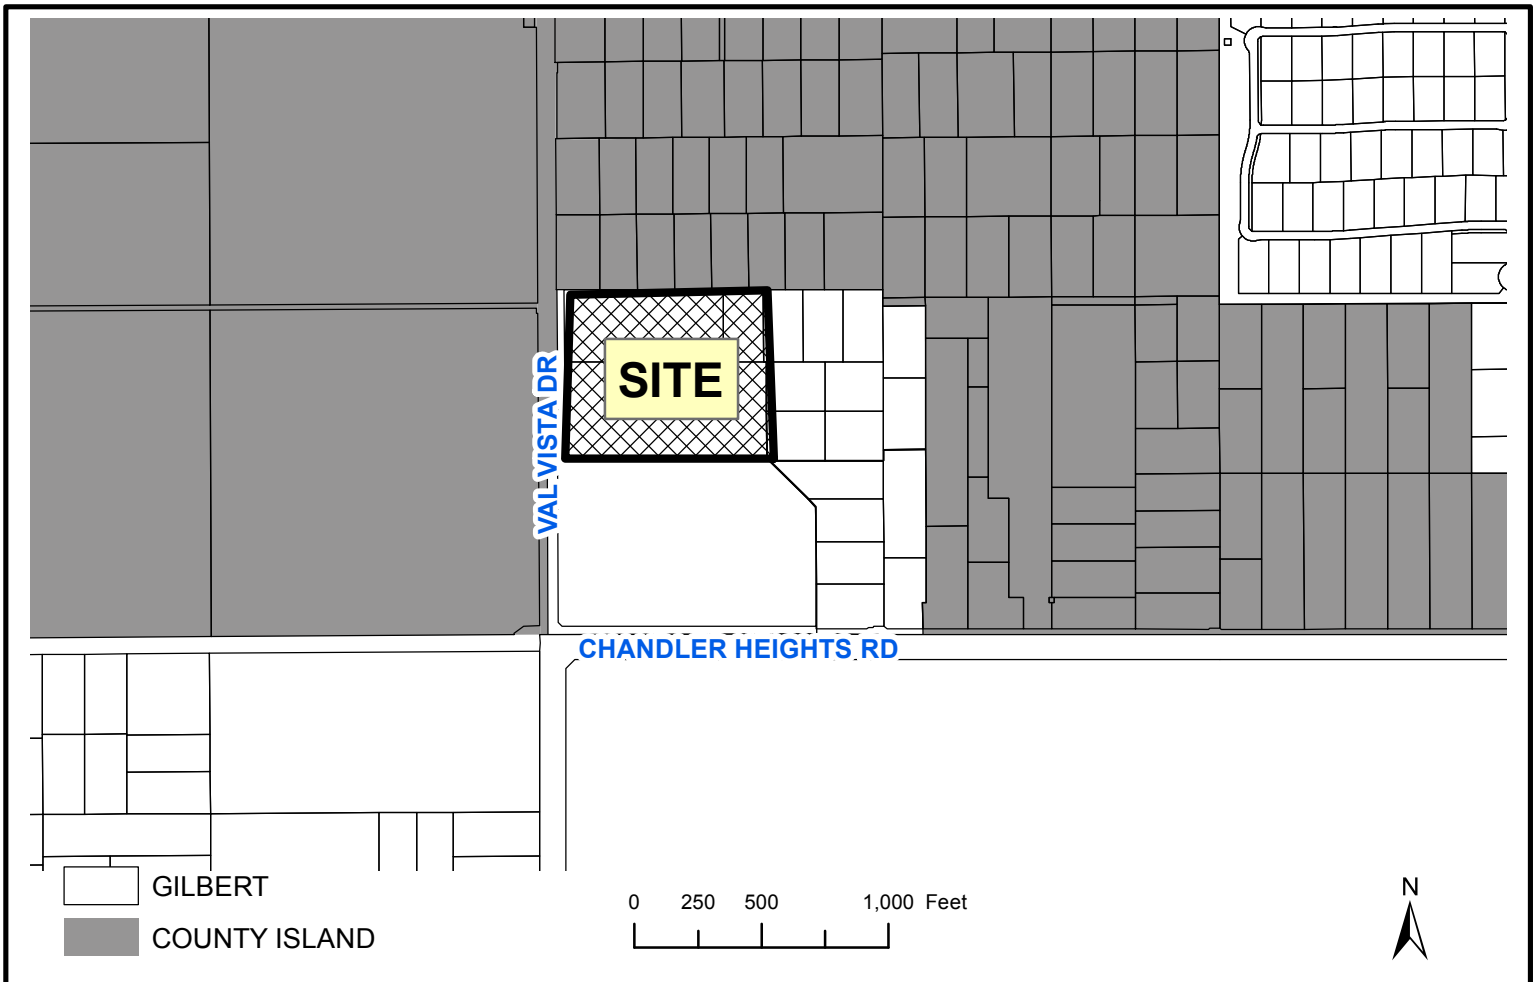 SITE
VAL VISTA DR
CHANDLER HEIGHTS RD
GILBERT
COUNTY ISLAND
0 250 500 1,000 Feet
N